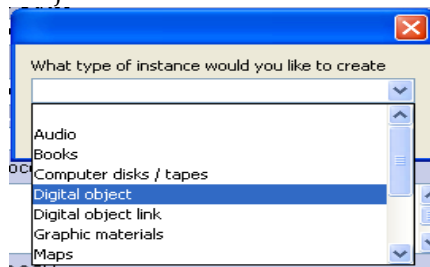 What type of instance would you like to create
Audio
Books
Computer disks / tapes
Digital object
Digital object link
Graphic materials
Maps